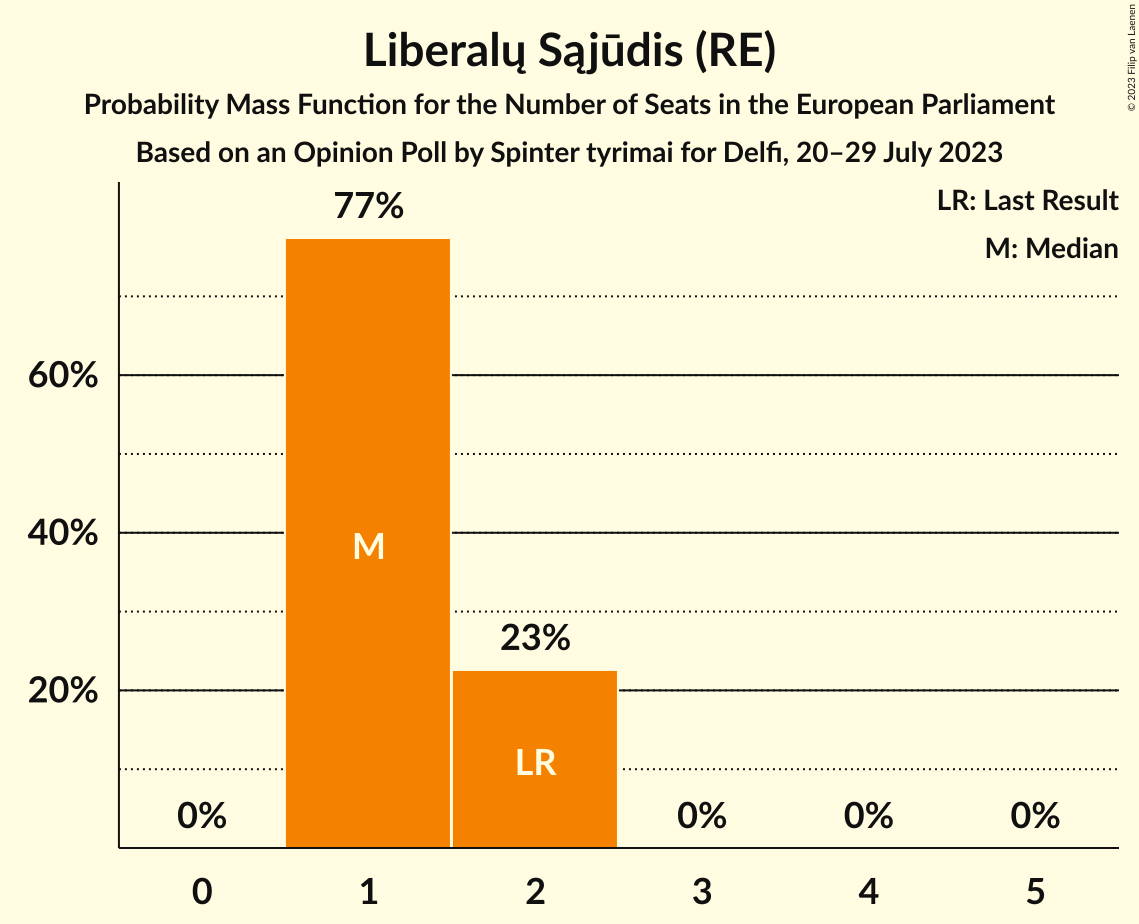 Liberalų Sąjūdis (RE)
Probability Mass Function for the Number of Seats in the European Parliament
Based on an Opinion Poll by Spinter tyrimai for Delfi, 20–29 July 2023
© 2023 Filip van Laenen
LR: Last Result
M: Median
77%
60%
40%
20%
M
23%
LR
0%
0%
0%
0%
0 1 2 3 4 5